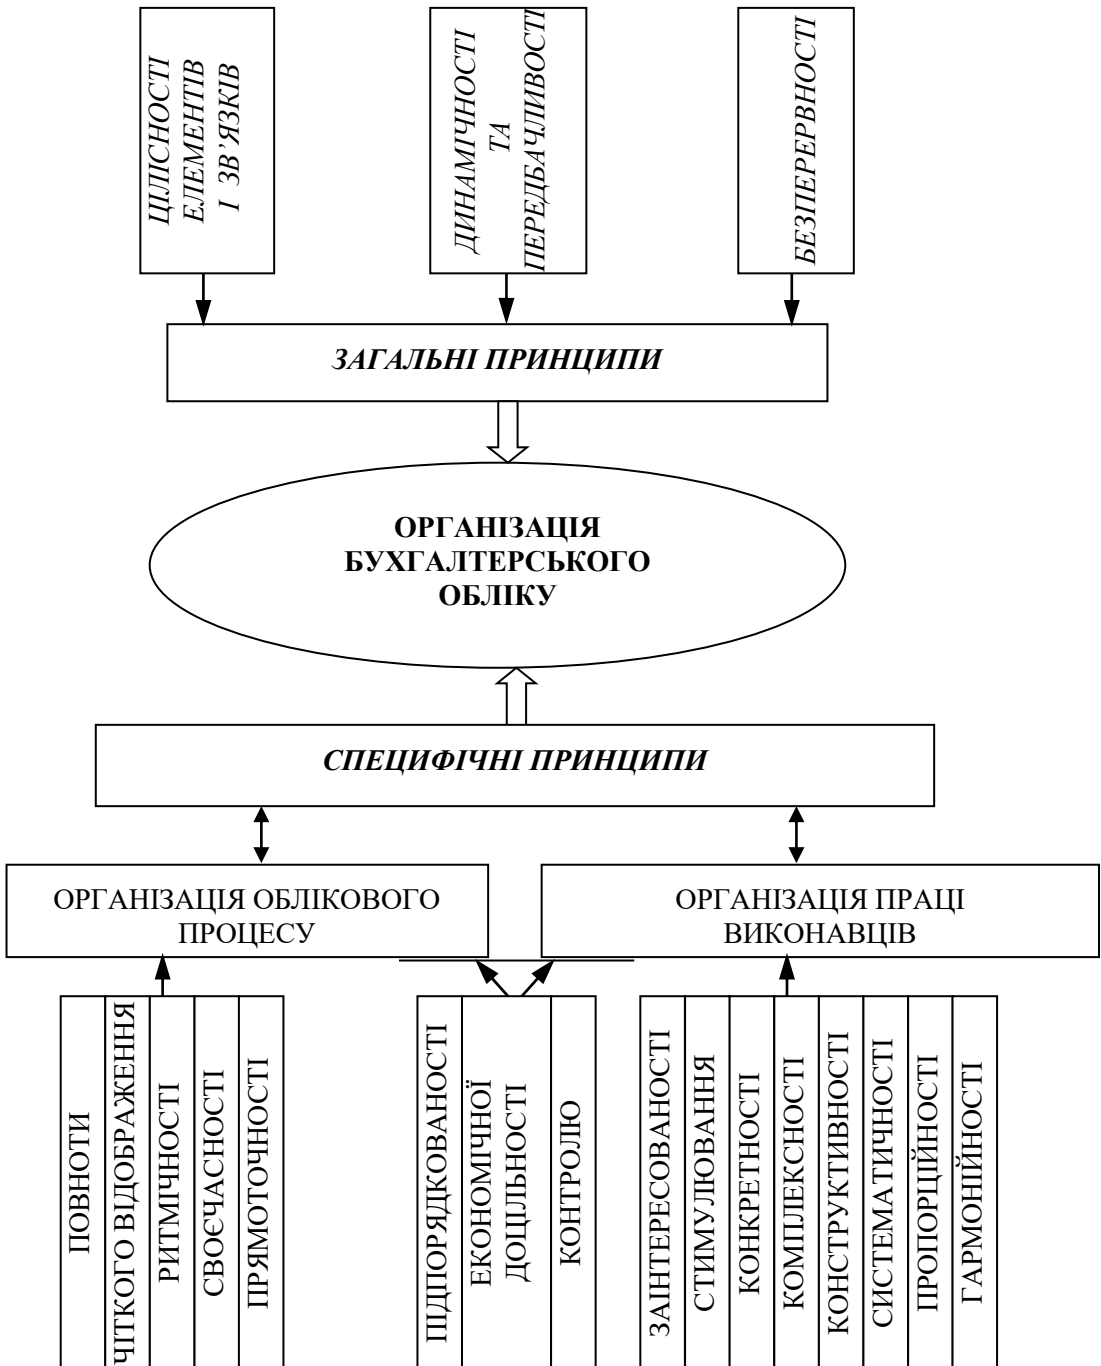 ЦІЛІСНОСТІ
ЕЛЕМЕНТІВ
І ЗВ’ЯЗКІВ
ДИНАМІЧНОСТІ
ТА
ПЕРЕДБАЧЛИВОСТІ
БЕЗПЕРЕРВНОСТІ
ЗАГАЛЬНІ ПРИНЦИПИ
ОРГАНІЗАЦІЯ
БУХГАЛТЕРСЬКОГО
ОБЛІКУ
СПЕЦИФІЧНІ ПРИНЦИПИ
ОРГАНІЗАЦІЯ ОБЛІКОВОГО
ПРОЦЕСУ
ОРГАНІЗАЦІЯ ПРАЦІ
ВИКОНАВЦІВ
ПОВНОТИ
ЧІТКОГО ВІДОБРАЖЕННЯ
РИТМІЧНОСТІ
СВОЄЧАСНОСТІ
ПРЯМОТОЧНОСТІ
ПІДПОРЯДКОВАНОСТІ
ЕКОНОМІЧНОЇ
ДОЦІЛЬНОСТІ
КОНТРОЛЮ
ЗАІНТЕРЕСОВАНОСТІ
СТИМУЛЮВАННЯ
КОНКРЕТНОСТІ
КОМПЛЕКСНОСТІ
КОНСТРУКТИВНОСТІ
СИСТЕМАТИЧНОСТІ
ПРОПОРЦІЙНОСТІ
ГАРМОНІЙНОСТІ